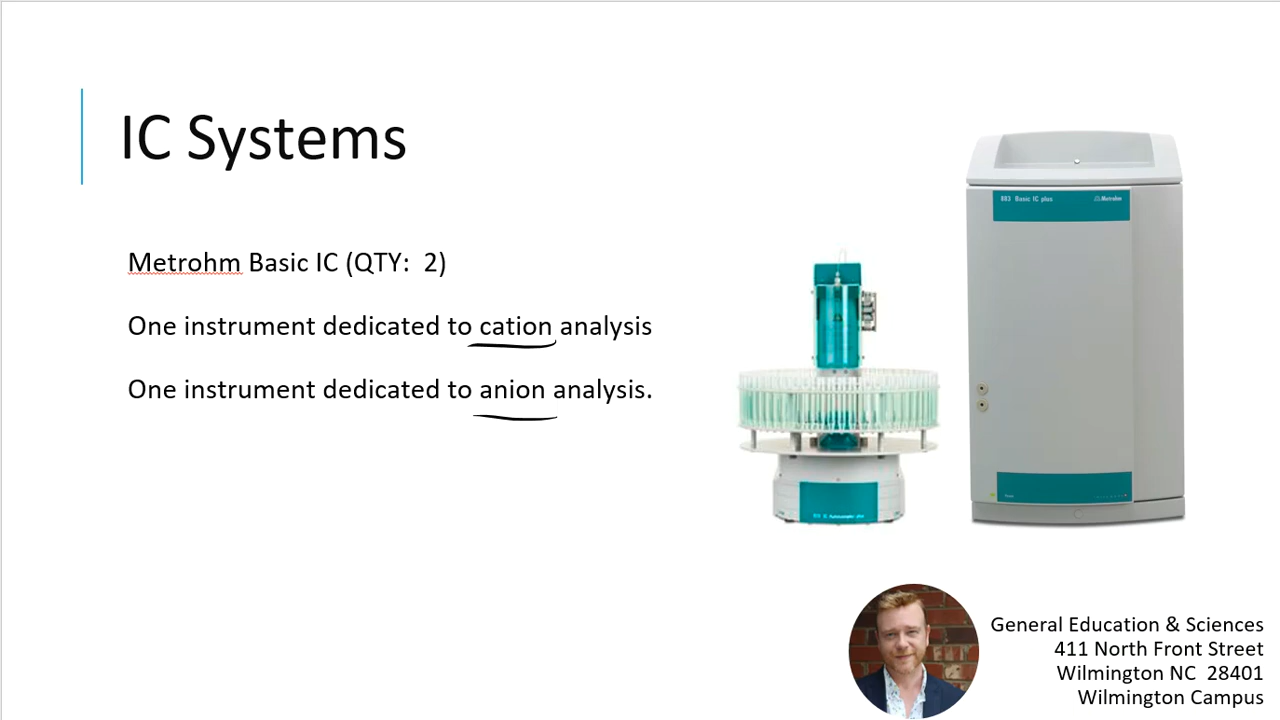 IC Systems
Metrohm Basic IC (QTY:  2)
One instrument dedicated to cation analysis
One instrument dedicated to anion analysis.
883 Basic IC plus
Metrohm
General Education & Sciences
411 North Front Street
Wilmington NC  28401
Wilmington Campus